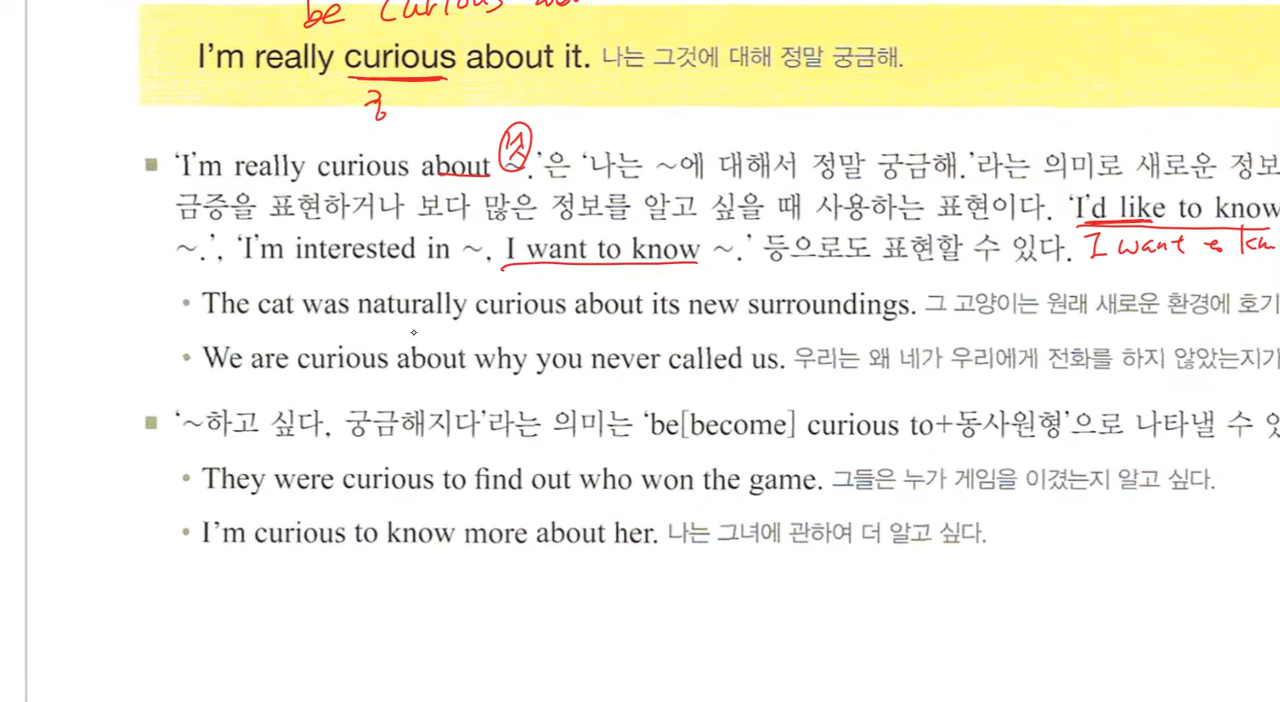 be curious
I'm really curious about it. 나는 그것에 대해 정말 궁금해.
궁
'I'm really curious about ~.'은 '나는 ~에 대해서 정말 궁금해.'라는 의미로 새로운 정보
금증을 표현하거나 보다 많은 정보를 알고 싶을 때 사용하는 표현이다. 'I'd like to know
~.', 'I'm interested in ~, I want to know ~.' 등으로도 표현할 수 있다. I want to kn
• The cat was naturally curious about its new surroundings. 그 고양이는 원래 새로운 환경에 호기
• We are curious about why you never called us. 우리는 왜 네가 우리에게 전화를 하지 않았는지가
'~하고 싶다, 궁금해지다'라는 의미는 'be[become] curious to+동사원형'으로 나타낼 수
• They were curious to find out who won the game. 그들은 누가 게임을 이겼는지 알고 싶다.
• I'm curious to know more about her. 나는 그녀에 관하여 더 알고 싶다.